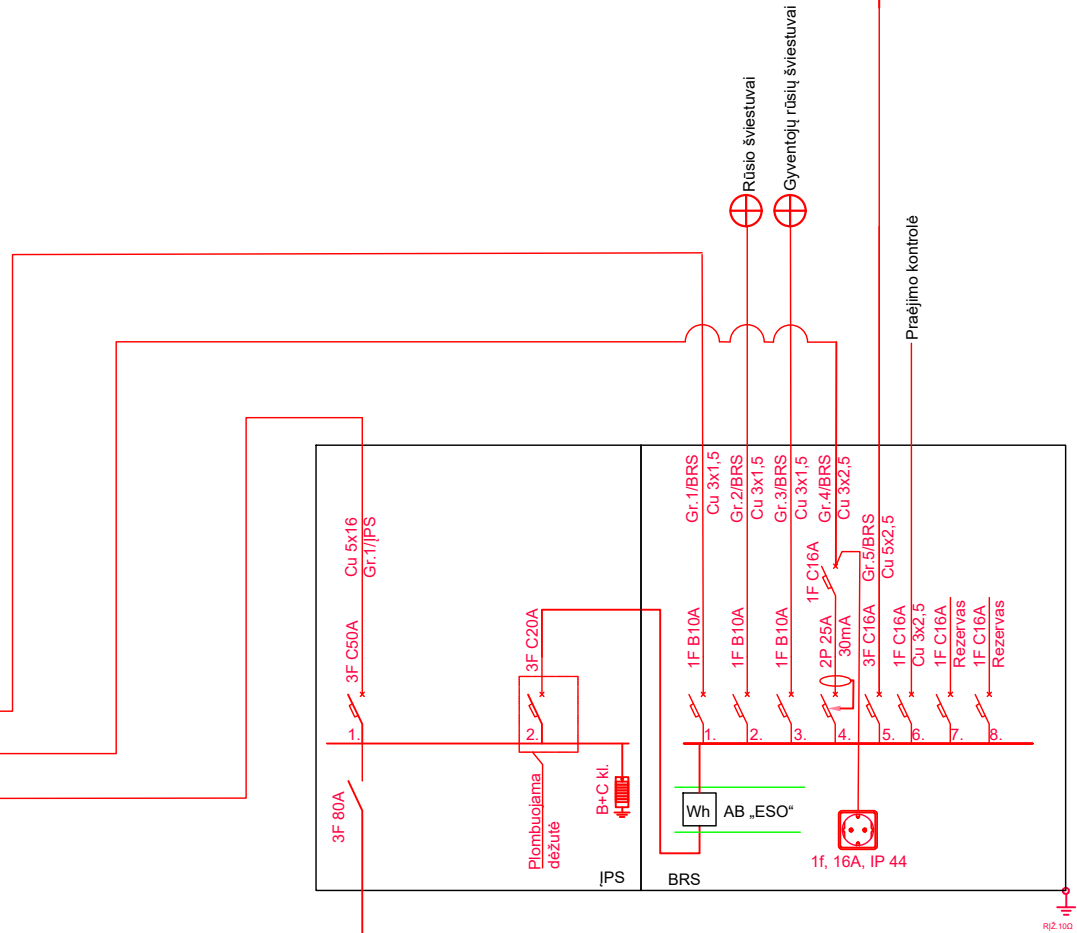 Rūsio šviestuvai
Gyventojų rūsių šviestuvai
Praėjimo kontrolė
Cu 5x16
Gr.1/ĮPS
Gr.1/BRS
Cu 3x1,5
Gr.2/BRS
Cu 3x1,5
Gr.3/BRS
Cu 3x1,5
Gr.4/BRS
Cu 3x2,5
Gr.5/BRS
Cu 5x2,5
3F C50A
3F C20A
1F B10A
1F B10A
1F B10A
1F C16A
2P 25A
30mA
3F C16A
1F C16A
Cu 3x2,5
1F C16A
Rezervas
1F C16A
Rezervas
1.
2.
1.
2.
3.
4.
5.
6.
7.
8.
3F 80A
Plombuojama
dėžutė
B+C kl.
Wh
AB „ESO“
1f, 16A, IP 44
ĮPS
BRS
RĮŽ.10Ω